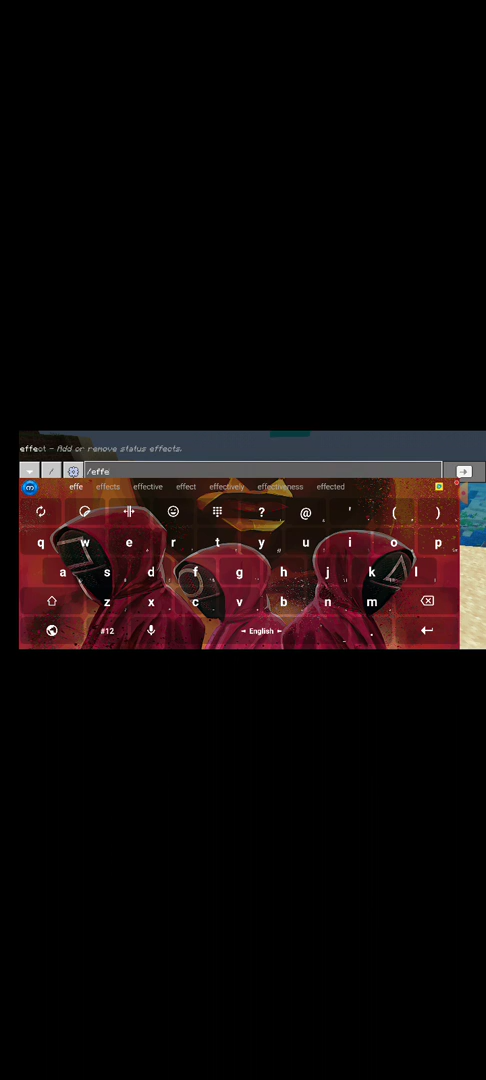 effect - Add or remove status effects.
/ /effe
effe effects effective effect effectively effectiveness effected
? @ ' ( )
q w e r t y u i o p
a s d f g h j k l
z x c v b n m
#12 English